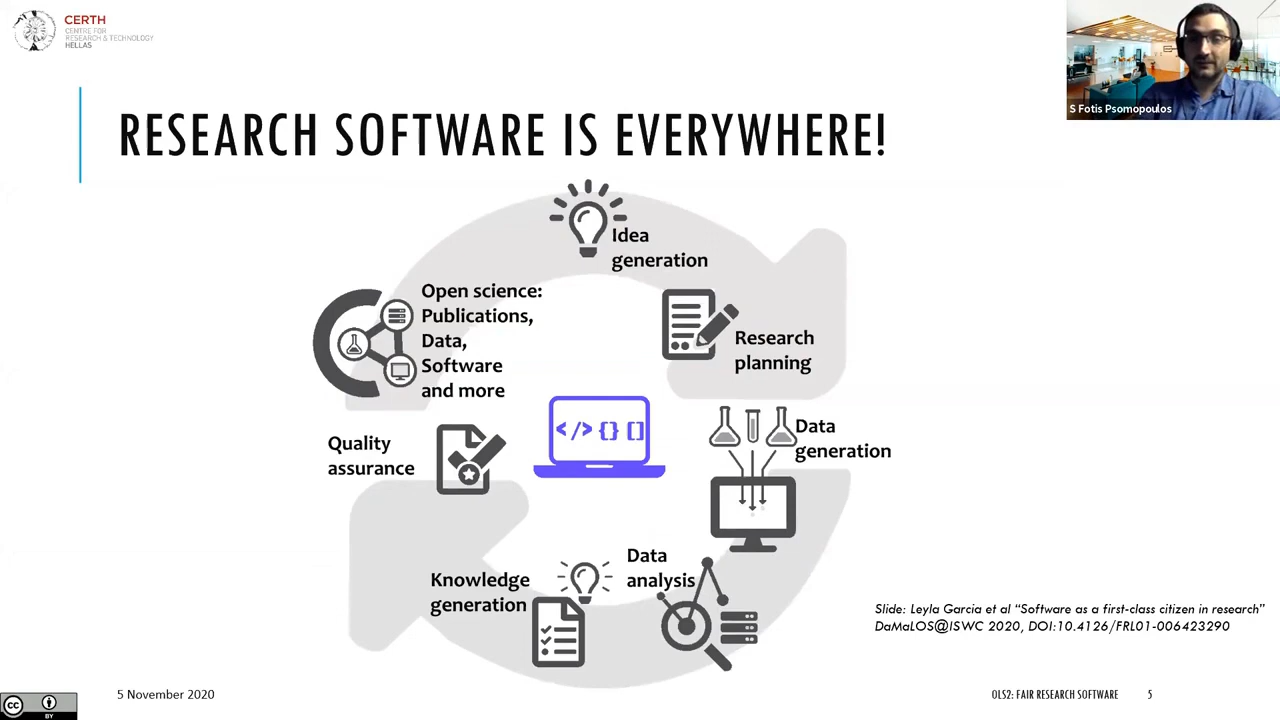 CERTH
CENTRE FOR
RESEARCH & TECHNOLOGY
HELLAS
S Fotis Psomopoulos
RESEARCH SOFTWARE IS EVERYWHERE!
Idea
generation
Open science:
Publications,
Data,
Software
and more
Research
planning
</> {} []
Data
generation
Quality
assurance
Data
analysis
Knowledge
generation
Slide: Leyla Garcia et al “Software as a first-class citizen in research”
DaMaLOS@ISWC 2020, DOI:10.4126/FRL01-006423290
5 November 2020
OLS2: FAIR RESEARCH SOFTWARE
5
CC
BY